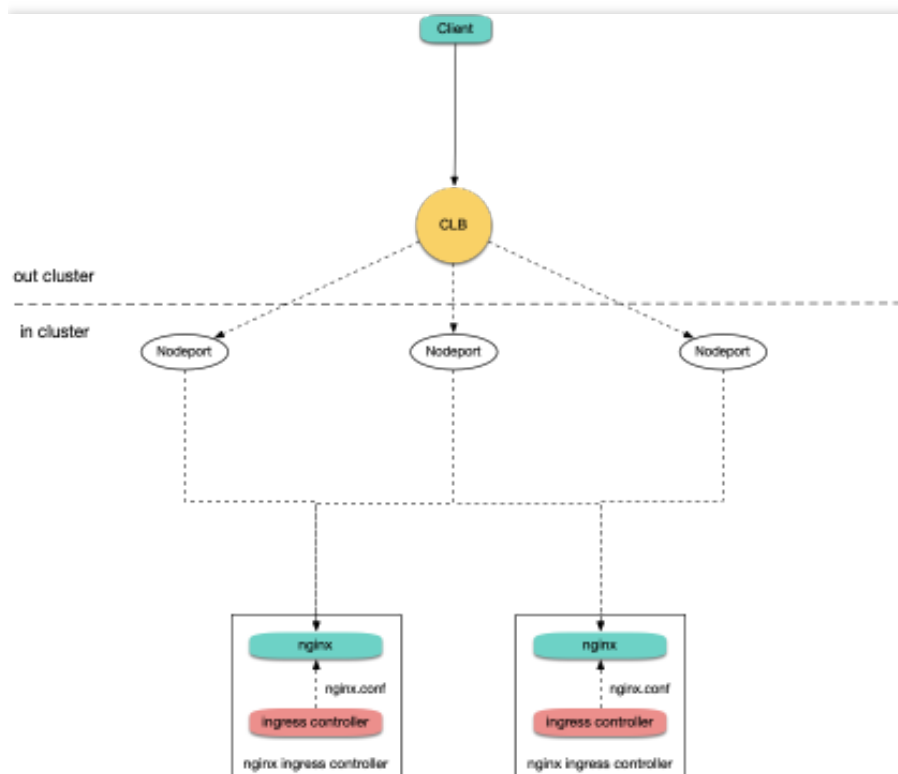 Client
CLB
out cluster
in cluster
Nodeport
Nodeport
Nodeport
nginx
nginx
nginx.conf
nginx.conf
ingress controller
ingress controller
nginx ingress controller
nginx ingress controller